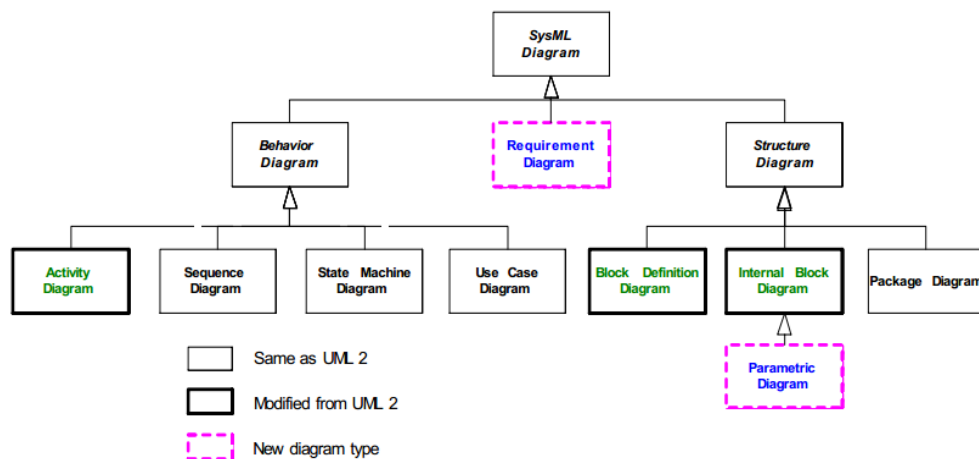 SysML
Diagram
Behavior
Diagram
Requirement
Diagram
Structure
Diagram
Activity
Diagram
Sequence
Diagram
State Machine
Diagram
Use Case
Diagram
Block Definition
Diagram
Internal Block
Diagram
Package Diagram
Same as UML 2
Parametric
Diagram
Modified from UML 2
New diagram type